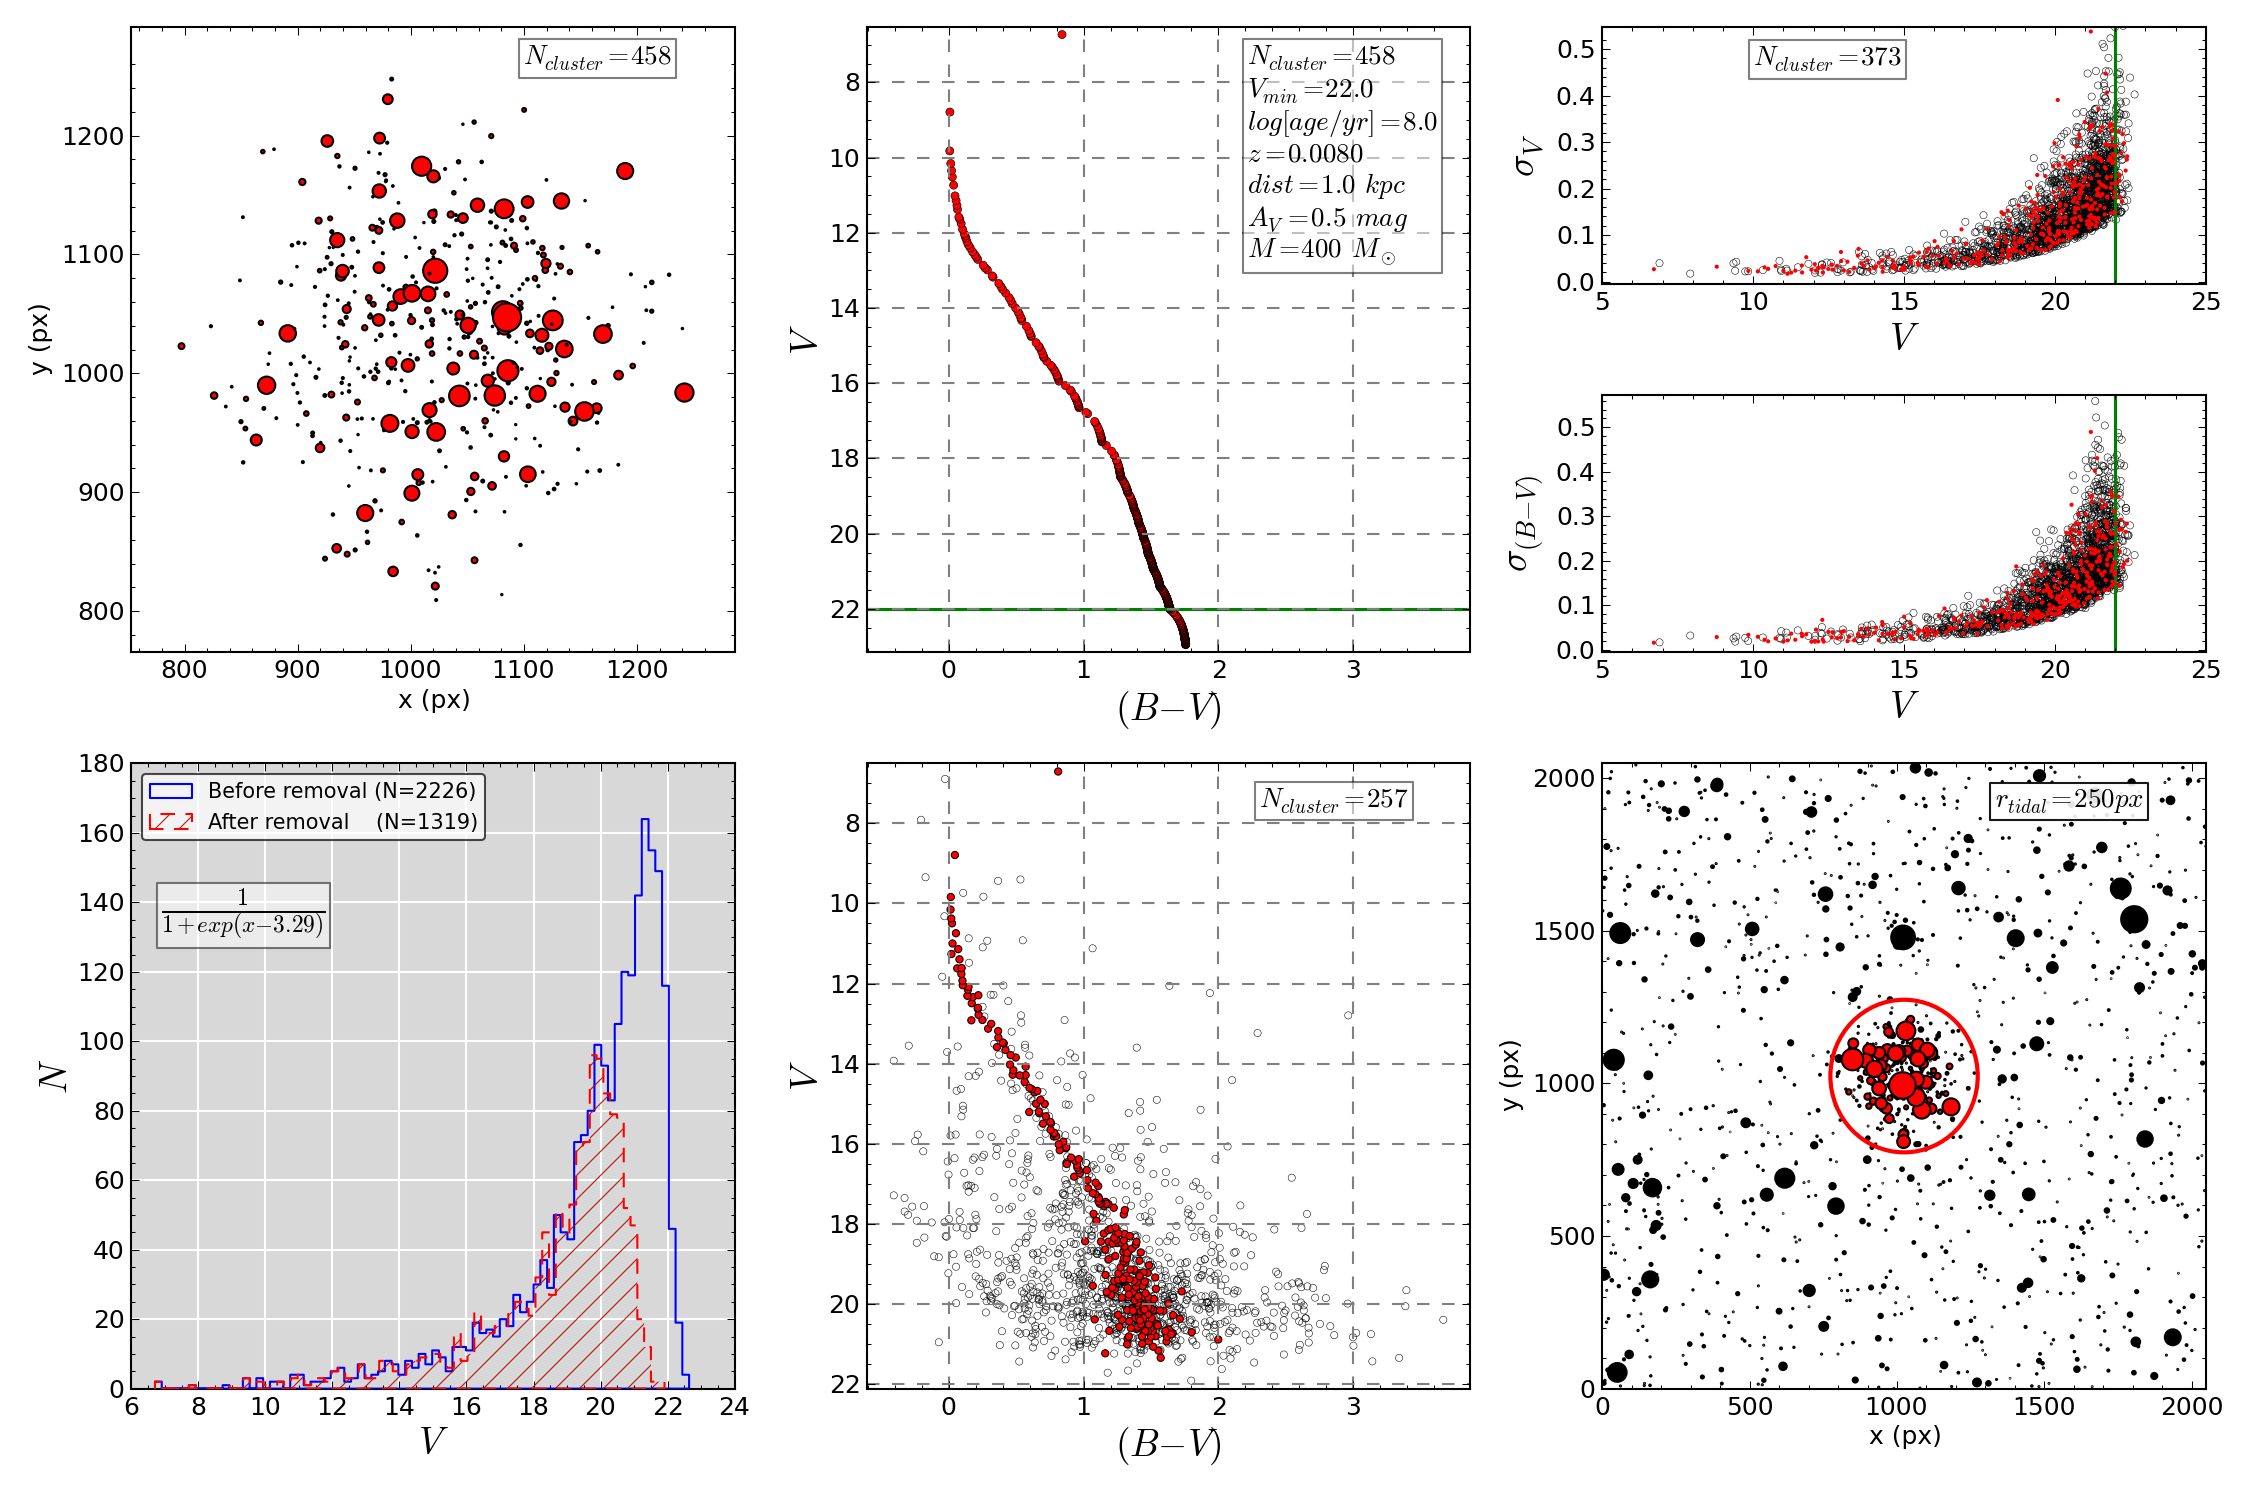 N_cluster=458
1200
1100
1000
900
800
y (px)
800 900 1000 1100 1200
x (px)
N_cluster=458
V_min=22.0
log[age/yr]=8.0
z=0.0080
dist=1.0 kpc
A_V=0.5 mag
M=400 M_⊙
8
10
12
14
16
18
20
22
V
0 1 2 3
(B−V)
N_cluster=373
0.5
0.4
0.3
0.2
0.1
0.0
σ_V
5 10 15 20 25
V
0.5
0.4
0.3
0.2
0.1
0.0
σ_(B−V)
5 10 15 20 25
V
180
160
140
120
100
80
60
40
20
0
N
Before removal (N=2226)
After removal (N=1319)
1
1+exp(x−3.29)
6 8 10 12 14 16 18 20 22 24
V
N_cluster=257
8
10
12
14
16
18
20
22
V
0 1 2 3
(B−V)
r_tidal=250px
2000
1500
1000
500
0
y (px)
0 500 1000 1500 2000
x (px)